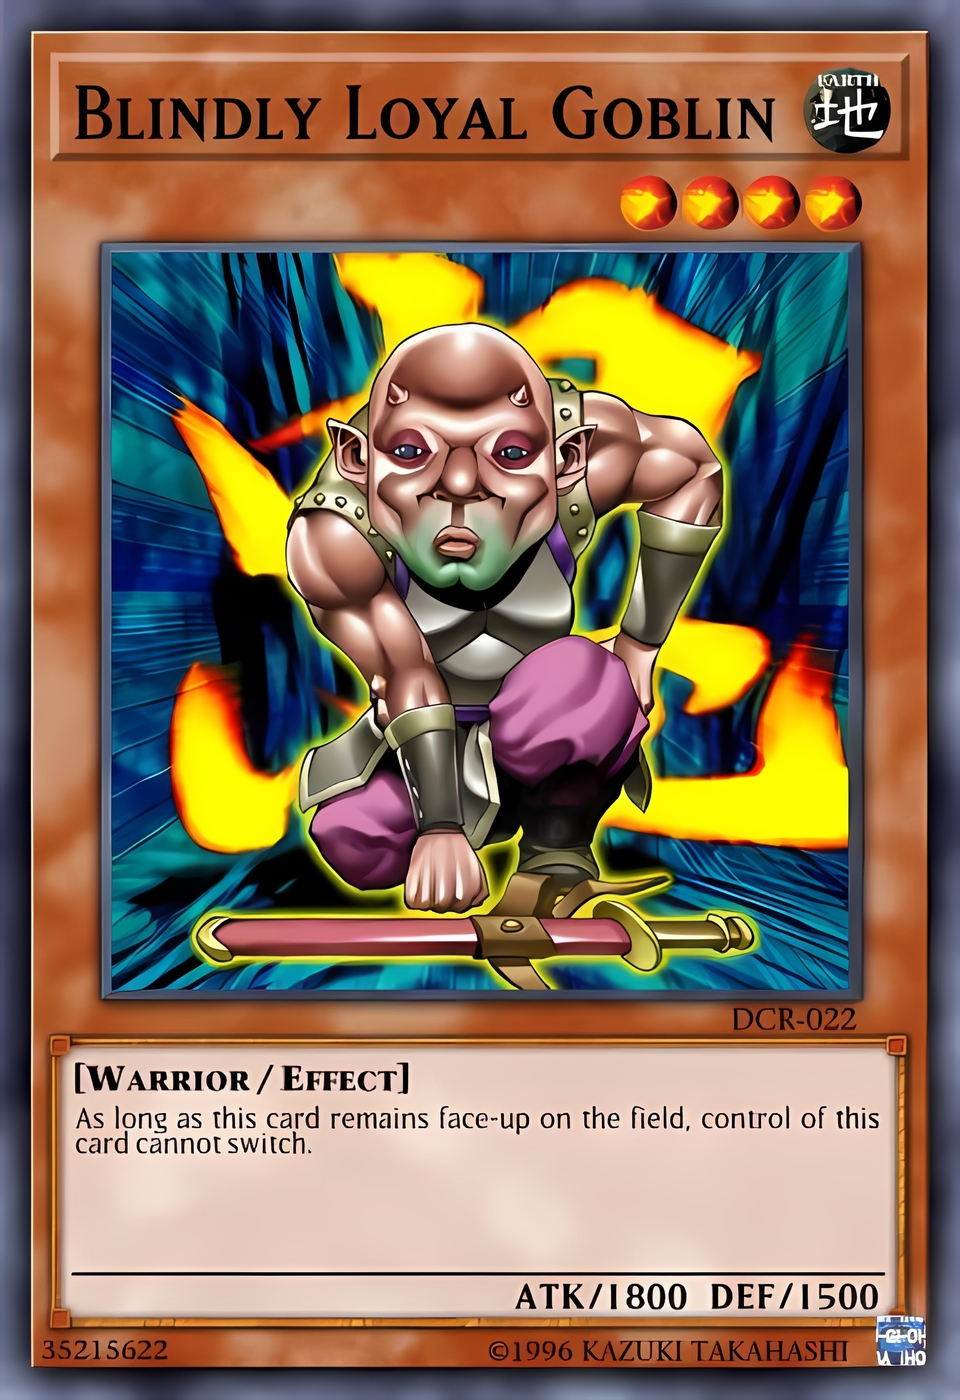 BLINDLY LOYAL GOBLIN
EARTH
地
DCR-022
[WARRIOR / EFFECT]
As long as this card remains face-up on the field, control of this
card cannot switch.
ATK/1800 DEF/1500
35215622
©1996 KAZUKI TAKAHASHI